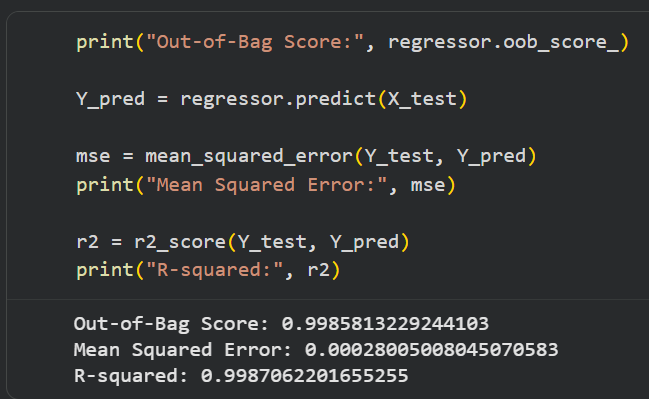 print("Out-of-Bag Score:", regressor.oob_score_)
Y_pred = regressor.predict(X_test)
mse = mean_squared_error(Y_test, Y_pred)
print("Mean Squared Error:", mse)
r2 = r2_score(Y_test, Y_pred)
print("R-squared:", r2)
Out-of-Bag Score: 0.9985813229244103
Mean Squared Error: 0.00028005008045070583
R-squared: 0.9987062201655255